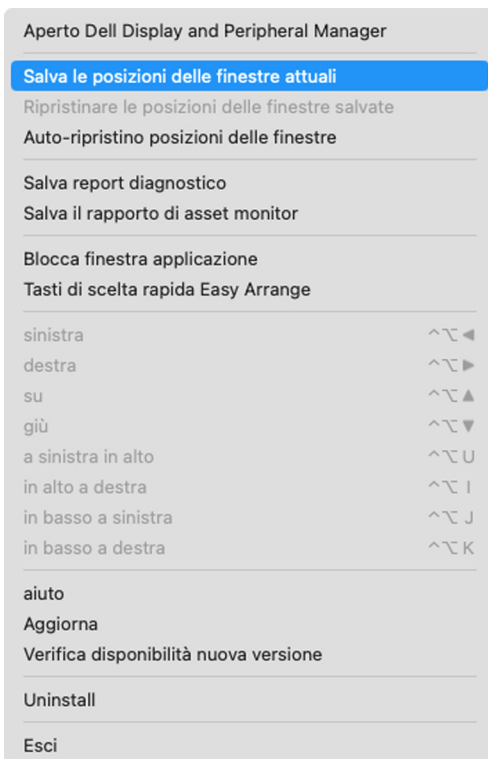 Aperto Dell Display and Peripheral Manager
Salva le posizioni delle finestre attuali
Ripristinare le posizioni delle finestre salvate
Auto-ripristino posizioni delle finestre
Salva report diagnostico
Salva il rapporto di asset monitor
Blocca finestra applicazione
Tasti di scelta rapida Easy Arrange
sinistra ^⌥◀
destra ^⌥▶
su ^⌥▲
giù ^⌥▼
a sinistra in alto ^⌥U
in alto a destra ^⌥I
in basso a sinistra ^⌥J
in basso a destra ^⌥K
aiuto
Aggiorna
Verifica disponibilità nuova versione
Uninstall
Esci